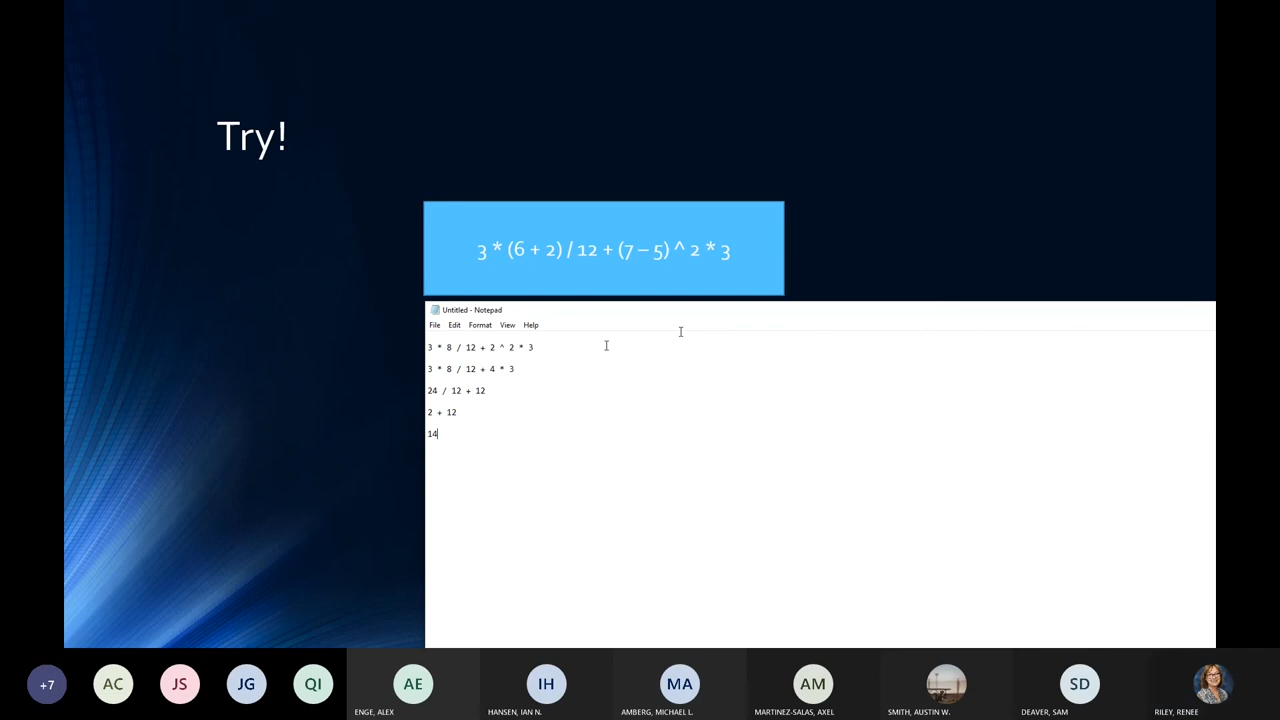 Try!
3 * (6 + 2) / 12 + (7 – 5) ^ 2 * 3
Untitled - Notepad
File Edit Format View Help
3 * 8 / 12 + 2 ^ 2 * 3
3 * 8 / 12 + 4 * 3
24 / 12 + 12
2 + 12
14
+7 AC JS JG QI AE IH MA AM SD
ENGE, ALEX HANSEN, IAN N. AMBERG, MICHAEL L. MARTINEZ-SALAS, AXEL SMITH, AUSTIN W. DEAVER, SAM RILEY, RENEE